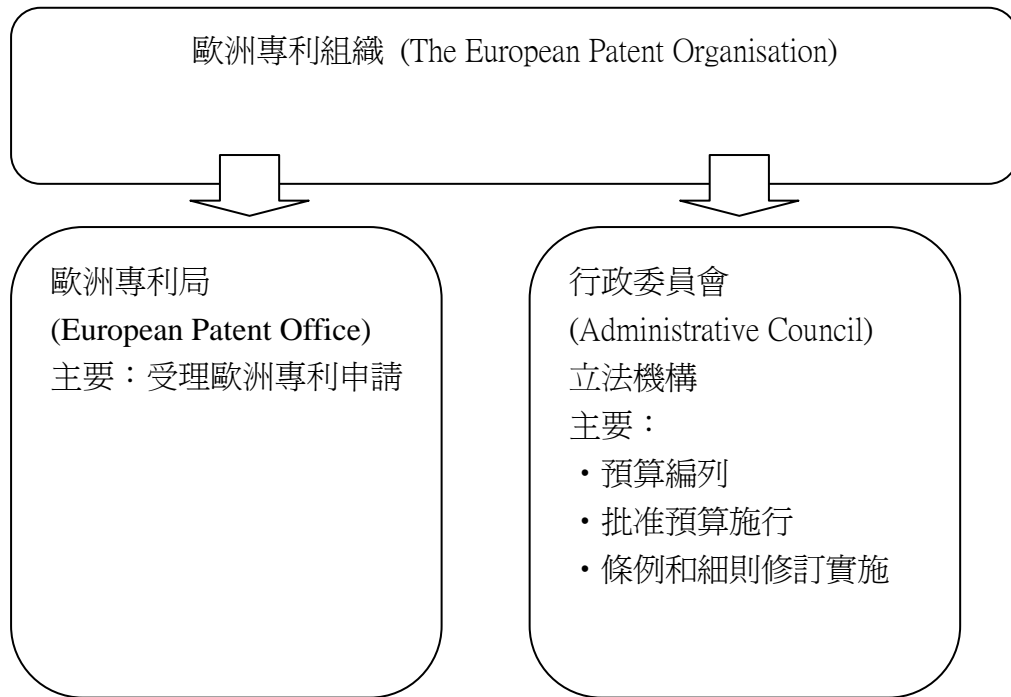 歐洲專利組織 (The European Patent Organisation)
歐洲專利局
(European Patent Office)
主要：受理歐洲專利申請
行政委員會
(Administrative Council)
立法機構
主要：
・預算編列
・批准預算施行
・條例和細則修訂實施